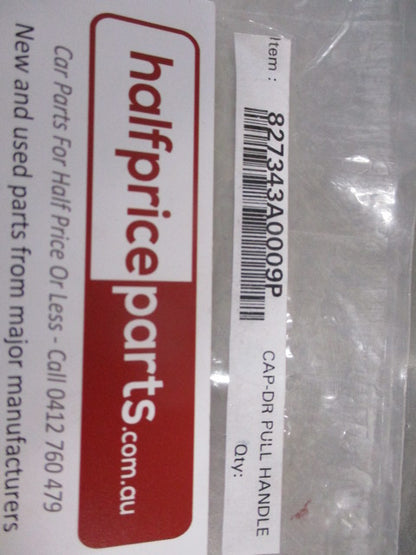 halfpriceparts.com.au
Car Parts For Half Price Or Less - Call 0412 760 479
New and used parts from major manufacturers
Item :
827343A0009P
CAP-DR PULL HANDLE
Qty: